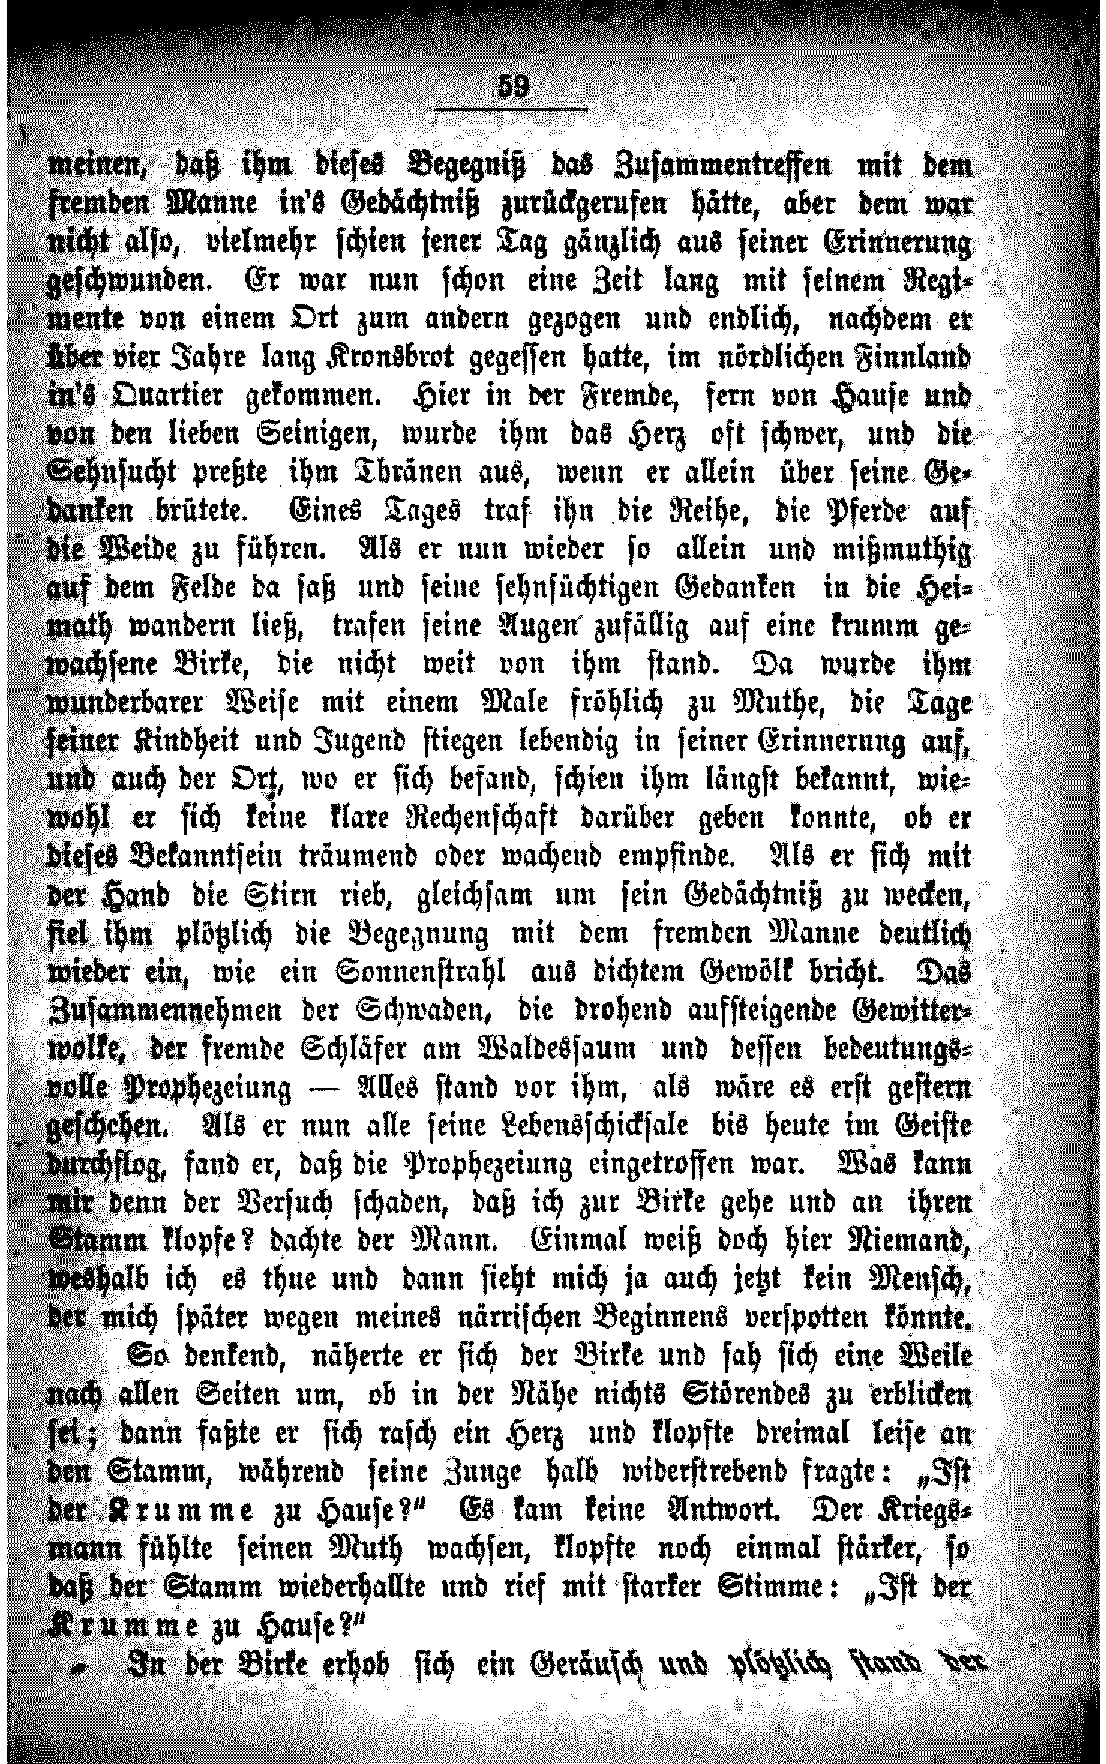 59
meinen, daß ihm dieses Begegniß das Zusammentreffen mit dem
fremden Manne in's Gedächtniß zurückgerufen hätte, aber dem war
nicht also, vielmehr schien jener Tag gänzlich aus seiner Erinnerung
geschwunden. Er war nun schon eine Zeit lang mit seinem Regi-
mente von einem Ort zum andern gezogen und endlich, nachdem er
über vier Jahre lang Kronsbrot gegessen hatte, im nördlichen Finnland
in's Quartier gekommen. Hier in der Fremde, fern von Hause und
von den lieben Seinigen, wurde ihm das Herz oft schwer, und die
Sehnsucht preßte ihm Thränen aus, wenn er allein über seine Ge-
danken brütete. Eines Tages traf ihn die Reihe, die Pferde auf
die Weide zu führen. Als er nun wieder so allein und mißmuthig
auf dem Felde da saß und seine sehnsüchtigen Gedanken in die Hei-
math wandern ließ, trafen seine Augen zufällig auf eine krumm ge-
wachsene Birke, die nicht weit von ihm stand. Da wurde ihm
wunderbarer Weise mit einem Male fröhlich zu Muthe, die Tage
seiner Kindheit und Jugend stiegen lebendig in seiner Erinnerung auf,
und auch der Ort, wo er sich befand, schien ihm längst bekannt, wie-
wohl er sich keine klare Rechenschaft darüber geben konnte, ob er
dieses Bekanntsein träumend oder wachend empfinde. Als er sich mit
der Hand die Stirn rieb, gleichsam um sein Gedächtniß zu wecken,
fiel ihm plötzlich die Begegnung mit dem fremden Manne deutlich
wieder ein, wie ein Sonnenstrahl aus dichtem Gewölk bricht. Das
Zusammennehmen der Schwaden, die drohend aufsteigende Gewitter-
wolke, der fremde Schläfer am Waldessaum und dessen bedeutungs-
volle Prophezeiung — Alles stand vor ihm, als wäre es erst gestern
geschehen. Als er nun alle seine Lebensschicksale bis heute im Geiste
durchflog, fand er, daß die Prophezeiung eingetroffen war. Was kann
mir denn der Versuch schaden, daß ich zur Birke gehe und an ihren
Stamm klopfe? dachte der Mann. Einmal weiß doch hier Niemand,
weshalb ich es thue und dann sieht mich ja auch jetzt kein Mensch,
der mich später wegen meines närrischen Beginnens verspotten könnte.
So denkend, näherte er sich der Birke und sah sich eine Weile
nach allen Seiten um, ob in der Nähe nichts Störendes zu erblicken
sei; dann faßte er sich rasch ein Herz und klopfte dreimal leise an
den Stamm, während seine Zunge halb widerstrebend fragte: „Ist
der Krumme zu Hause?“ Es kam keine Antwort. Der Kriegs-
mann fühlte seinen Muth wachsen, klopfte noch einmal stärker, so
daß der Stamm wiederhallte und rief mit starker Stimme: „Ist der
Krumme zu Hause?“
In der Birke erhob sich ein Geräusch und plötzlich stand der